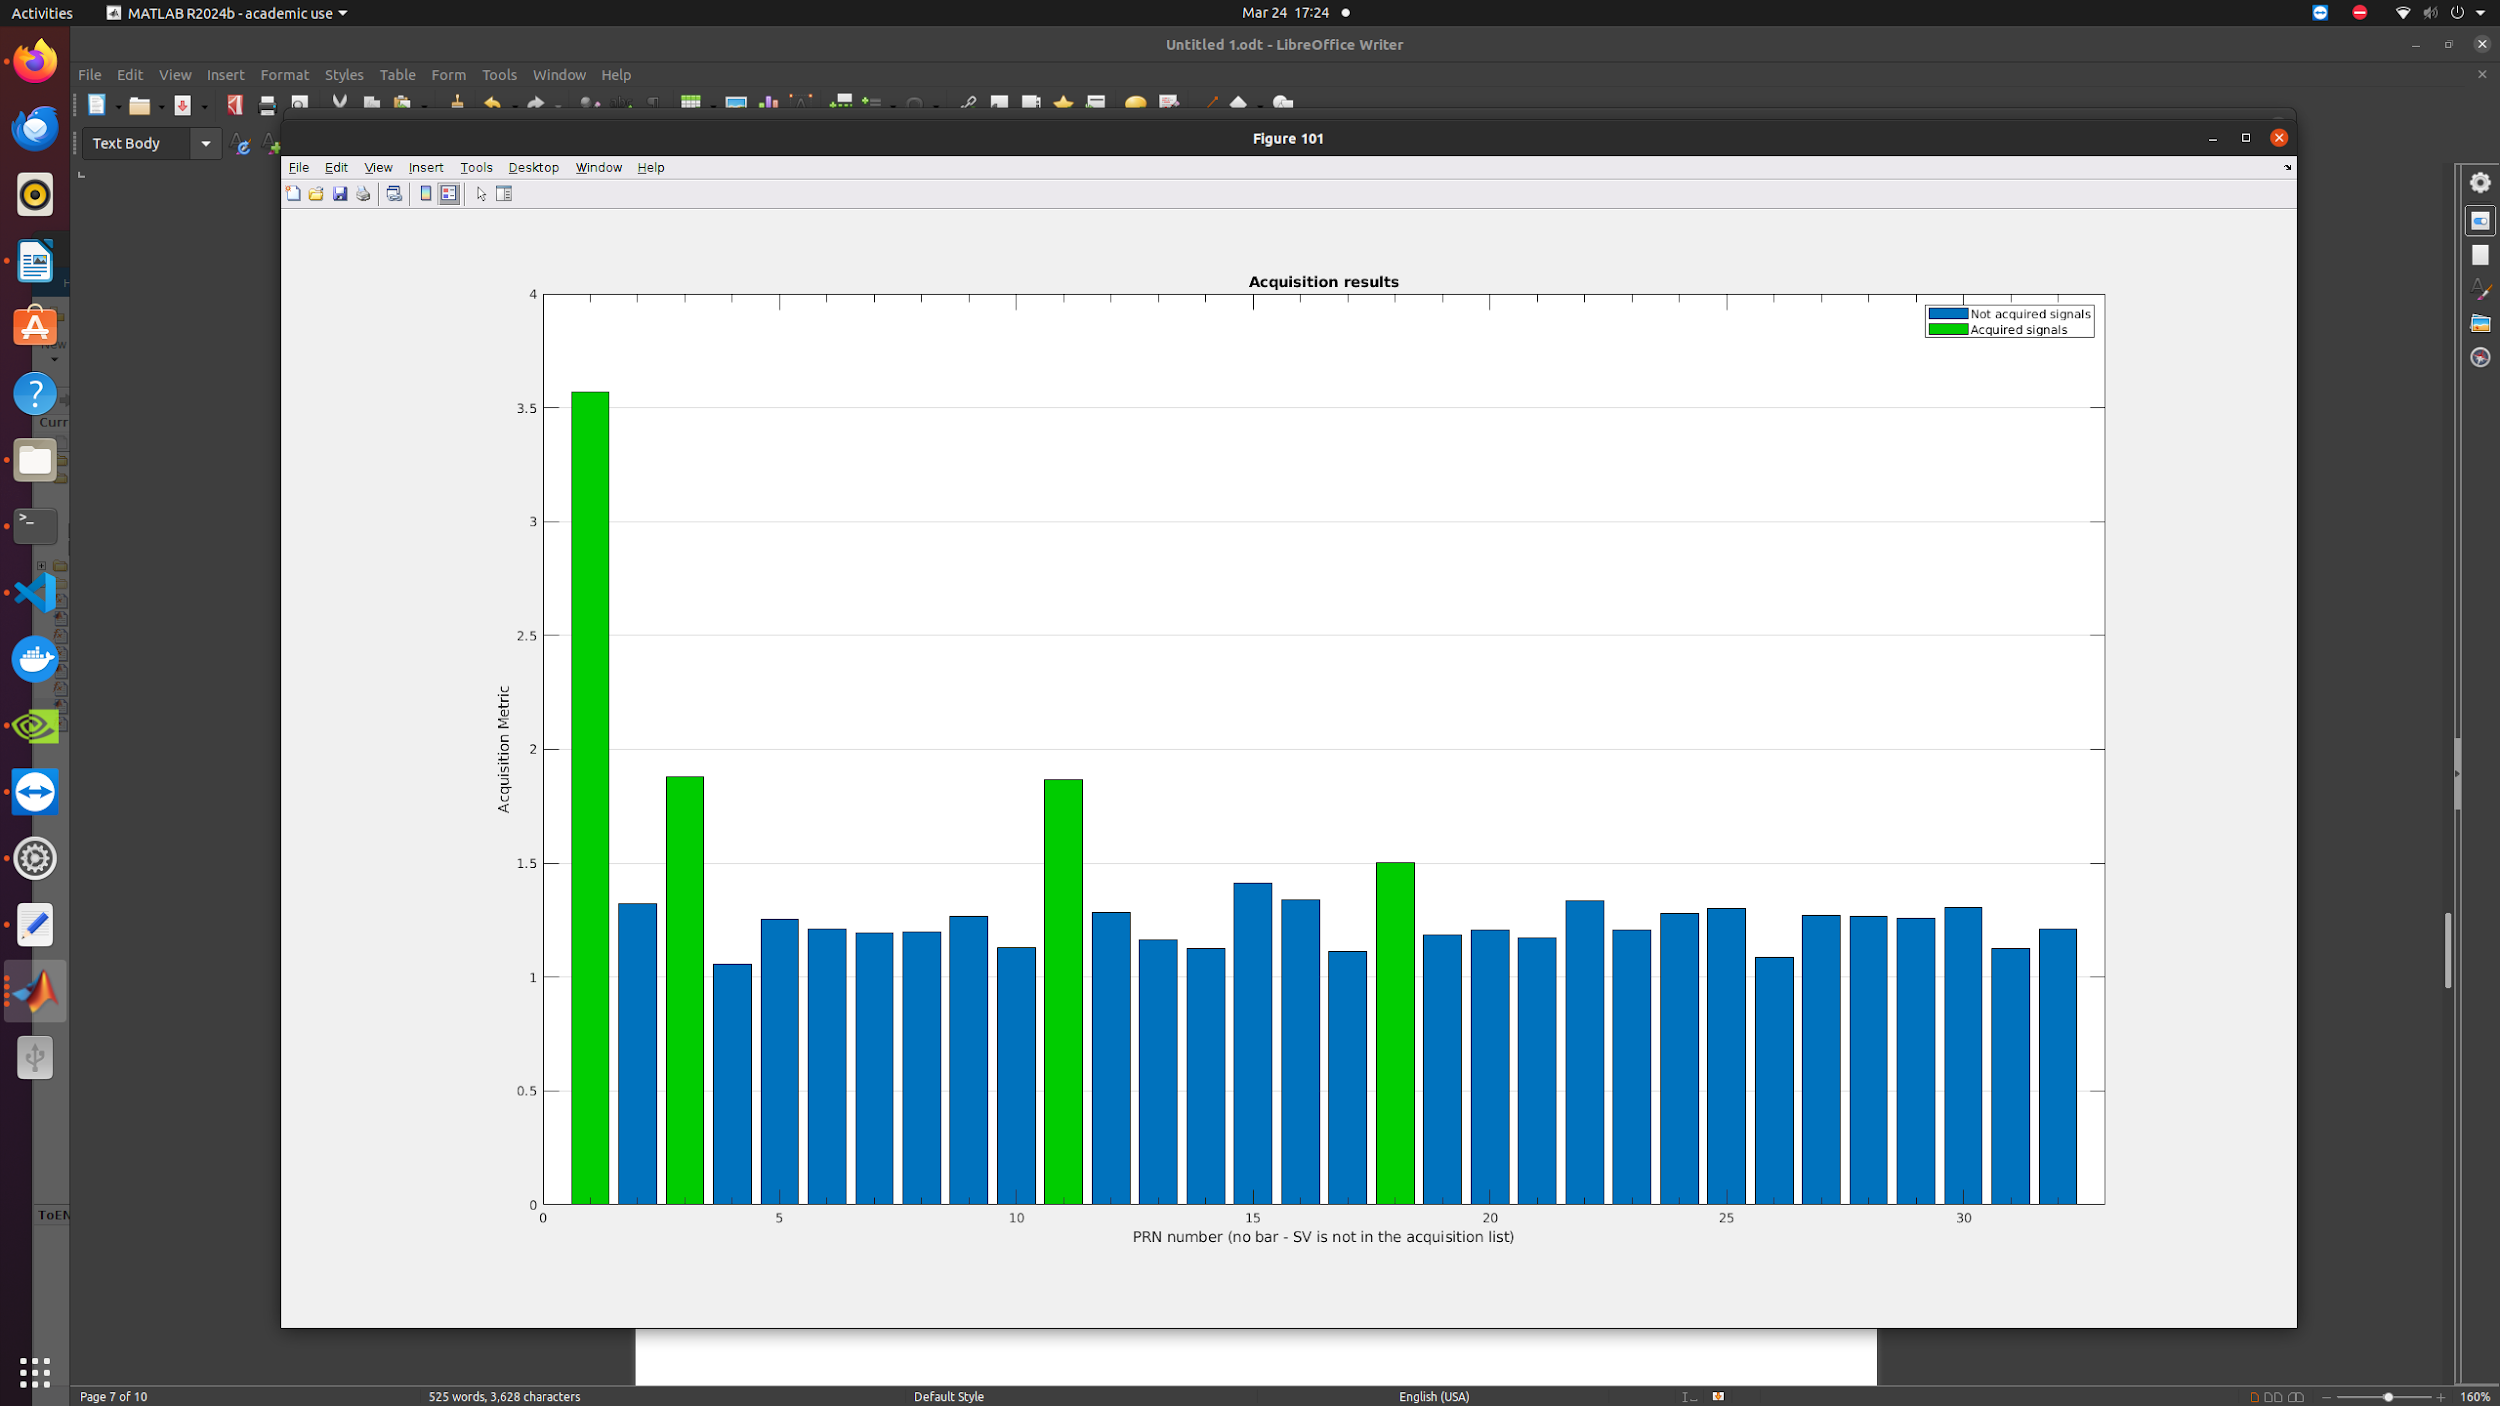 Activities
MATLAB R2024b - academic use
Mar 24 17:24
Untitled 1.odt - LibreOffice Writer
File Edit View Insert Format Styles Table Form Tools Window Help
Text Body
Figure 101
File Edit View Insert Tools Desktop Window Help
Acquisition results
Not acquired signals
Acquired signals
4
3.5
3
2.5
2
1.5
1
0.5
0
Acquisition Metric
0 5 10 15 20 25 30
PRN number (no bar - SV is not in the acquisition list)
New
Curr
ToEN
Page 7 of 10
525 words, 3,628 characters
Default Style
English (USA)
160%